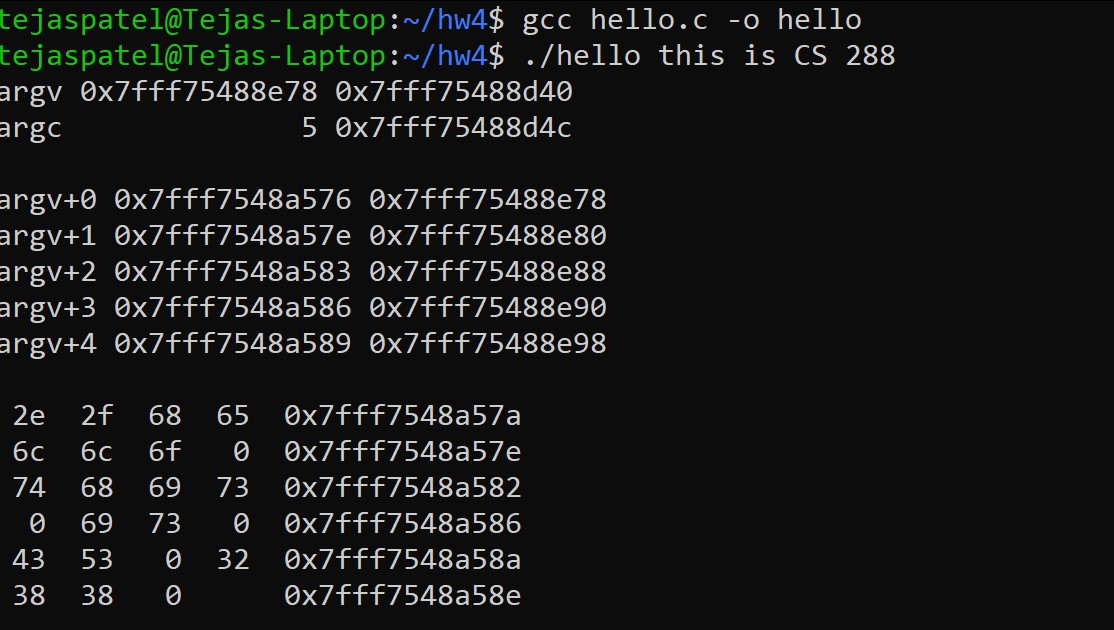 tejaspatel@Tejas-Laptop:~/hw4$ gcc hello.c -o hello
tejaspatel@Tejas-Laptop:~/hw4$ ./hello this is CS 288
argv 0x7fff75488e78 0x7fff75488d40
argc 5 0x7fff75488d4c
argv+0 0x7fff7548a576 0x7fff75488e78
argv+1 0x7fff7548a57e 0x7fff75488e80
argv+2 0x7fff7548a583 0x7fff75488e88
argv+3 0x7fff7548a586 0x7fff75488e90
argv+4 0x7fff7548a589 0x7fff75488e98
2e 2f 68 65 0x7fff7548a57a
6c 6c 6f 0 0x7fff7548a57e
74 68 69 73 0x7fff7548a582
0 69 73 0 0x7fff7548a586
43 53 0 32 0x7fff7548a58a
38 38 0 0x7fff7548a58e